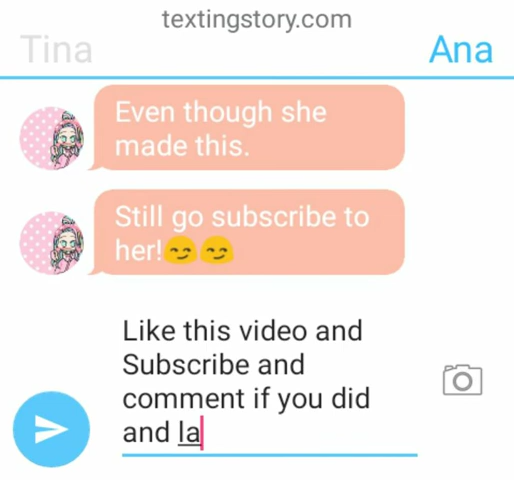 textingstory.com
Tina
Ana
Even though she
made this.
Still go subscribe to
her!😏😏
Like this video and
Subscribe and
comment if you did
and la